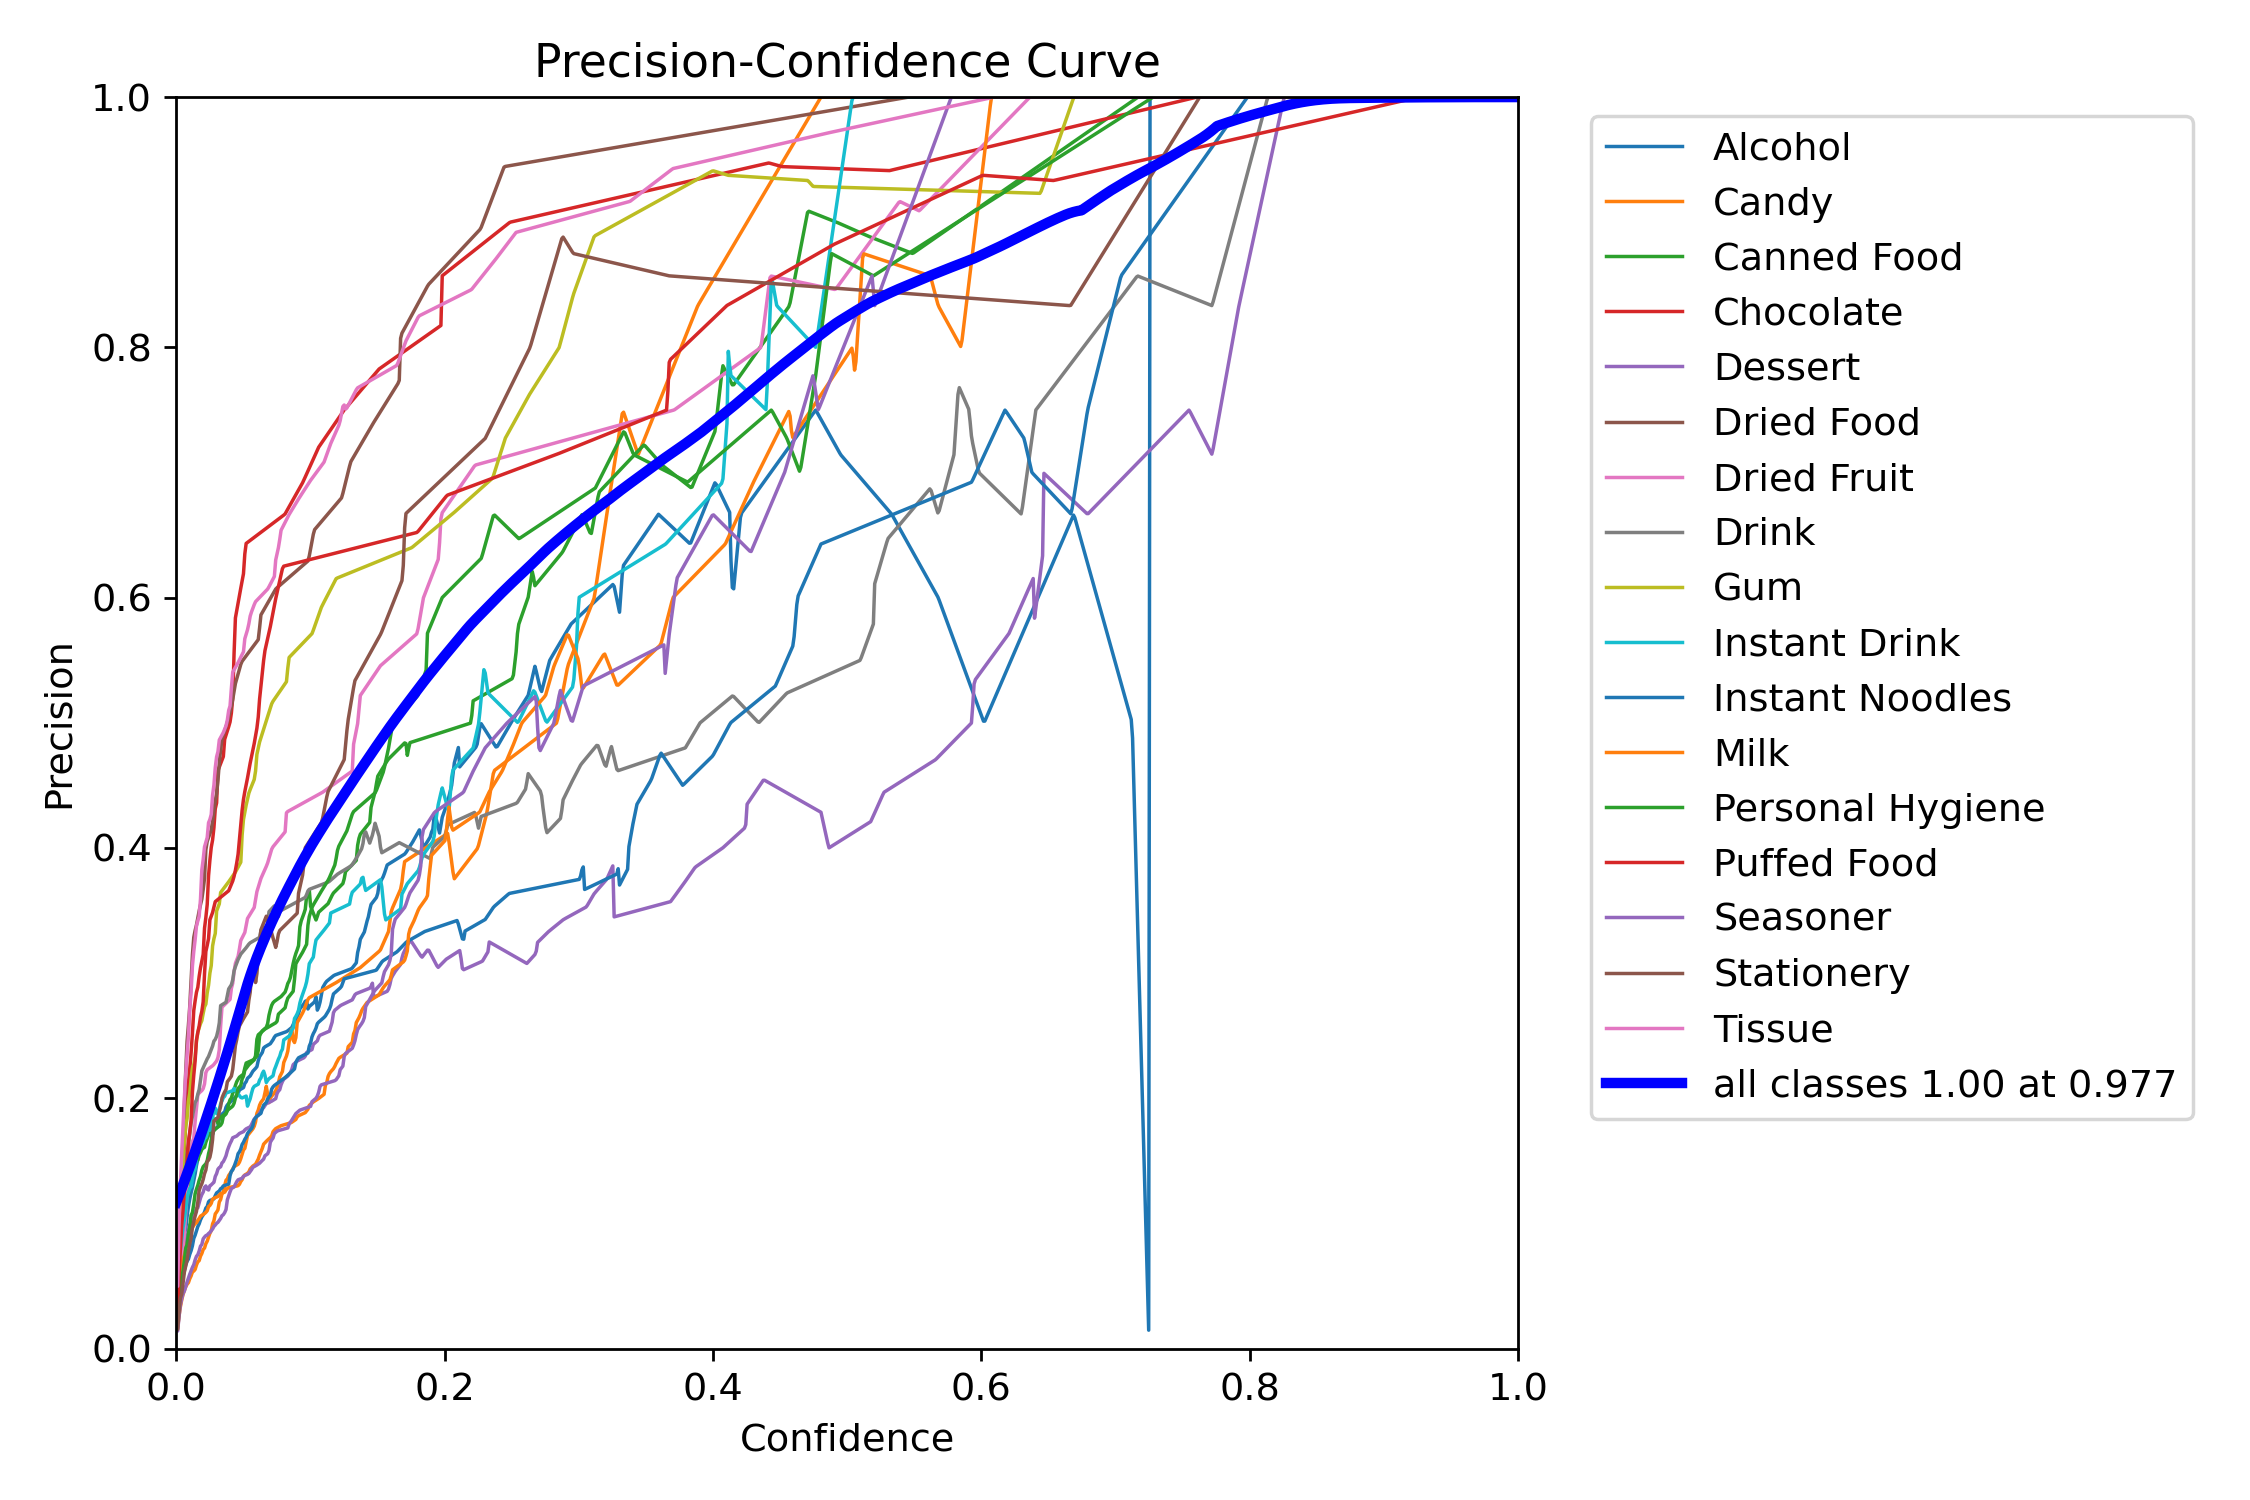 Precision-Confidence Curve
1.0
0.8
0.6
0.4
0.2
0.0
Precision
0.0 0.2 0.4 0.6 0.8 1.0
Confidence
Alcohol
Candy
Canned Food
Chocolate
Dessert
Dried Food
Dried Fruit
Drink
Gum
Instant Drink
Instant Noodles
Milk
Personal Hygiene
Puffed Food
Seasoner
Stationery
Tissue
all classes 1.00 at 0.977